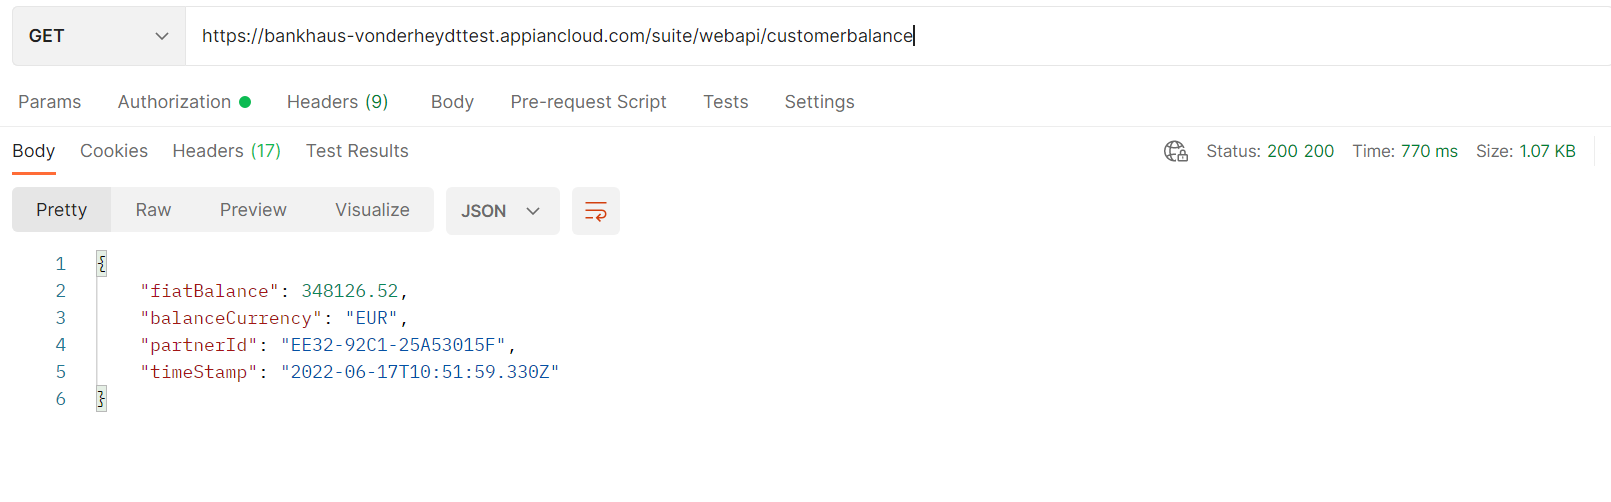 GET https://bankhaus-vonderheydttest.appiancloud.com/suite/webapi/customerbalance
Params Authorization Headers (9) Body Pre-request Script Tests Settings
Body Cookies Headers (17) Test Results Status: 200 200 Time: 770 ms Size: 1.07 KB
Pretty Raw Preview Visualize JSON
1 {
2 "fiatBalance": 348126.52,
3 "balanceCurrency": "EUR",
4 "partnerId": "EE32-92C1-25A53015F",
5 "timeStamp": "2022-06-17T10:51:59.330Z"
6 }